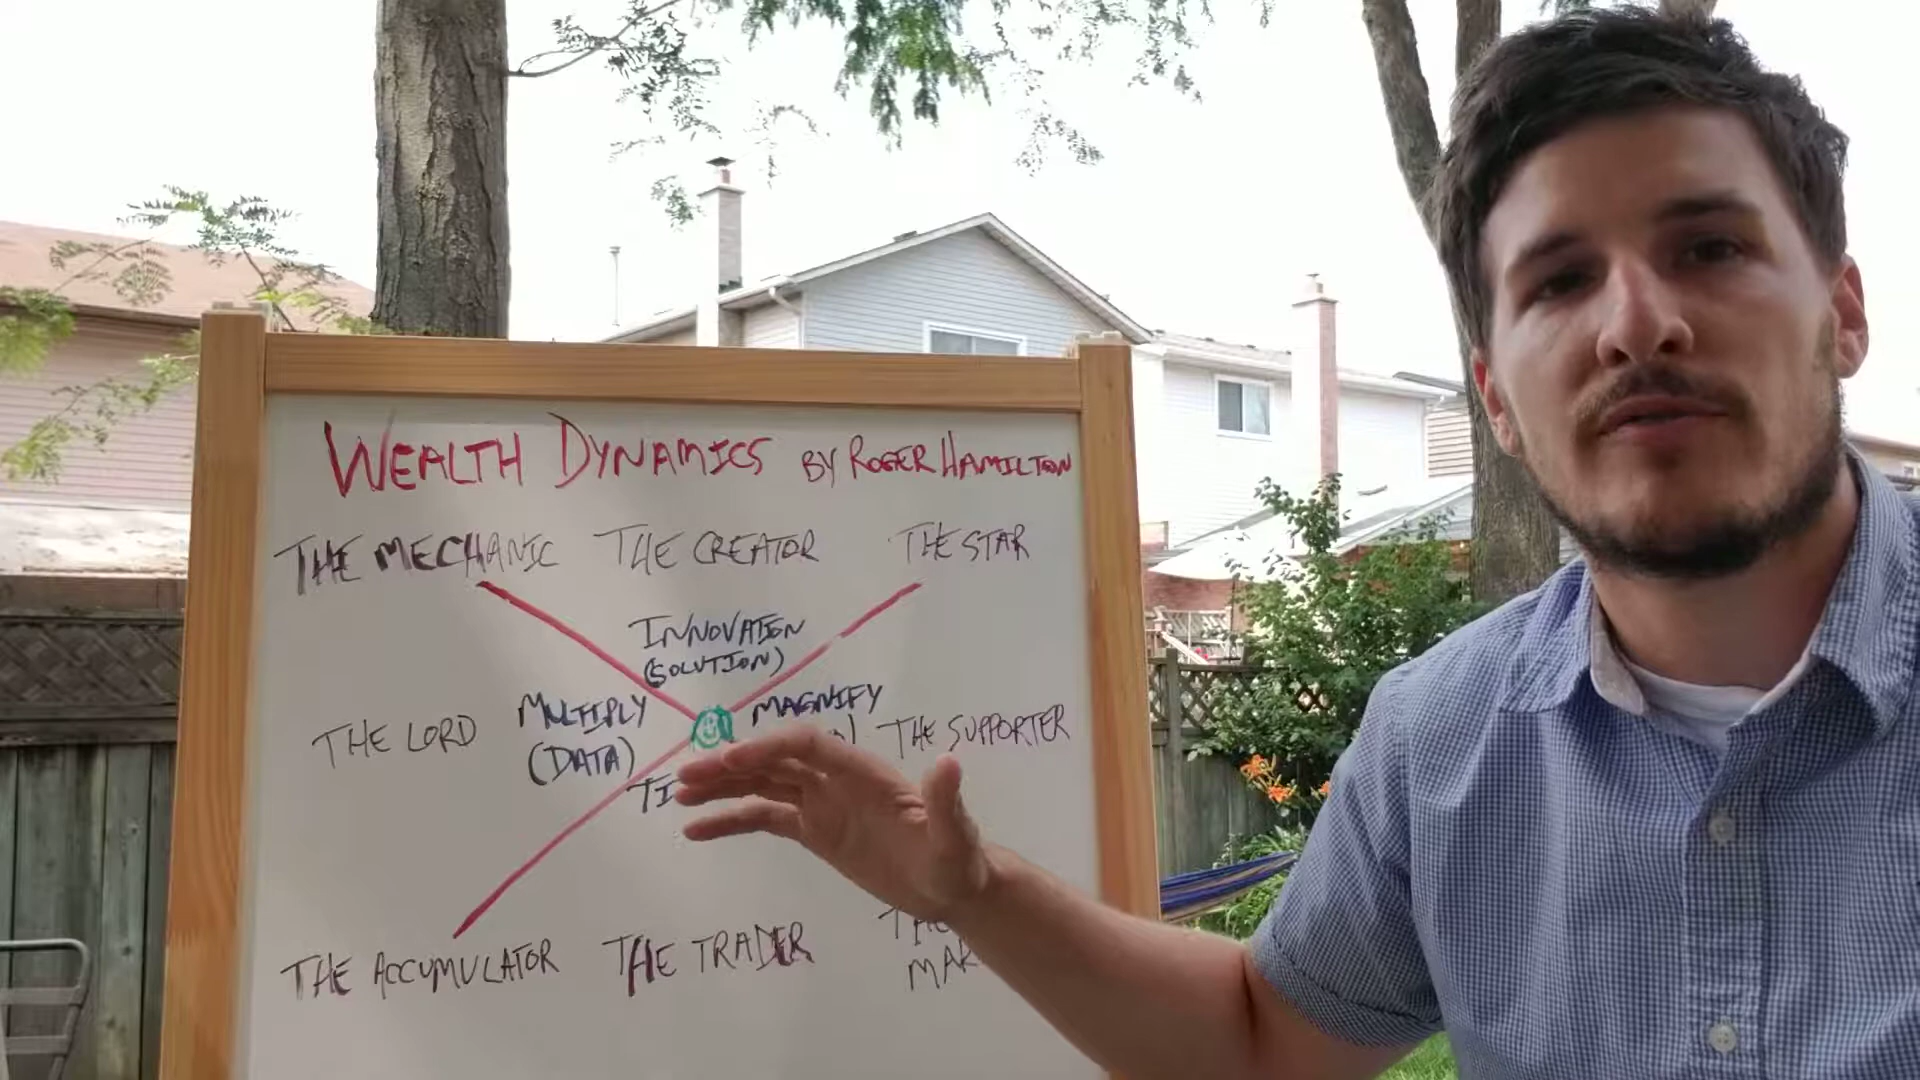 WEALTH DYNAMICS BY ROGER HAMILTON
THE MECHANIC THE CREATOR THE STAR
INNOVATION
(SOLUTION)
MULTIPLY MAGNIFY
THE LORD (DATA) THE SUPPORTER
THE ACCUMULATOR THE TRADER